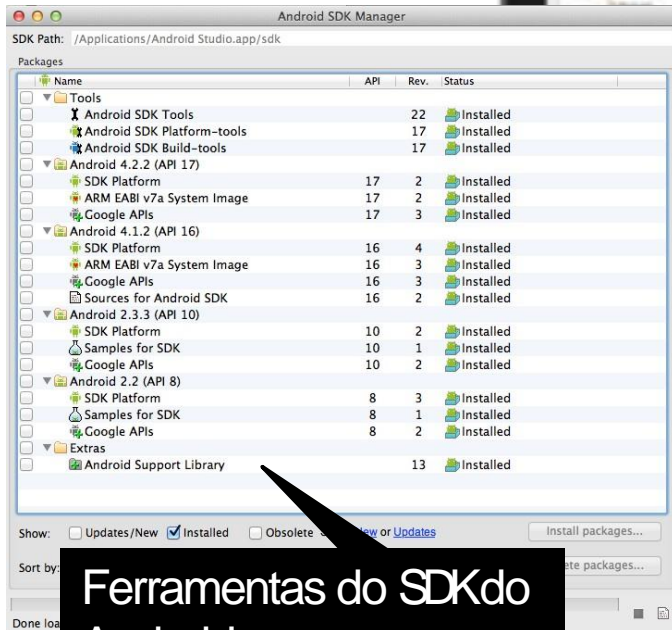 Android SDK Manager
SDK Path: /Applications/Android Studio.app/sdk
Packages
Name API Rev. Status
Tools
Android SDK Tools 22 Installed
Android SDK Platform-tools 17 Installed
Android SDK Build-tools 17 Installed
Android 4.2.2 (API 17)
SDK Platform 17 2 Installed
ARM EABI v7a System Image 17 2 Installed
Google APIs 17 3 Installed
Android 4.1.2 (API 16)
SDK Platform 16 4 Installed
ARM EABI v7a System Image 16 3 Installed
Google APIs 16 3 Installed
Sources for Android SDK 16 2 Installed
Android 2.3.3 (API 10)
SDK Platform 10 2 Installed
Samples for SDK 10 1 Installed
Google APIs 10 2 Installed
Android 2.2 (API 8)
SDK Platform 8 3 Installed
Samples for SDK 8 1 Installed
Google APIs 8 2 Installed
Extras
Android Support Library 13 Installed
Show: Updates/New Installed Obsolete or Updates Install packages...
Sort by: packages...
Ferramentas do SDKdo
Done